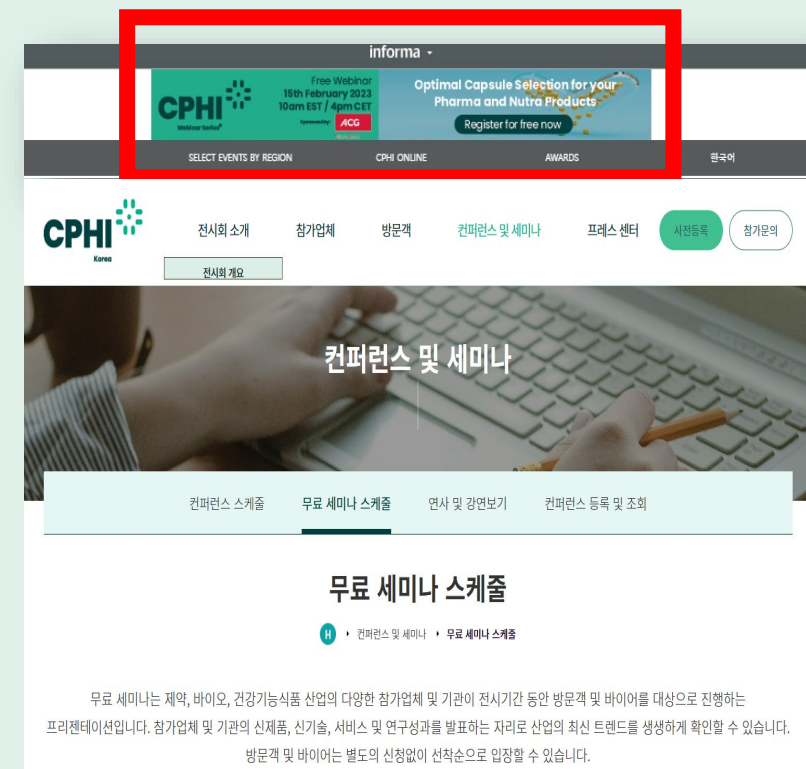 informa
CPHI
Webinar Series
Free Webinar
15th February 2023
10am EST / 4pm CET
Sponsored by: ACG
Optimal Capsule Selection for your
Pharma and Nutra Products
Register for free now
SELECT EVENTS BY REGION CPHI ONLINE AWARDS 한국어
CPHI
Korea
전시회 소개 참가업체 방문객 컨퍼런스 및 세미나 프레스 센터 사전등록 참가문의
전시회 개요
컨퍼런스 및 세미나
컨퍼런스 스케줄 무료 세미나 스케줄 연사 및 강연보기 컨퍼런스 등록 및 조회
무료 세미나 스케줄
H 컨퍼런스 및 세미나 무료 세미나 스케줄
무료 세미나는 제약, 바이오, 건강기능식품 산업의 다양한 참가업체 및 기관이 전시기간 동안 방문객 및 바이어를 대상으로 진행하는
프리젠테이션입니다. 참가업체 및 기관의 신제품, 신기술, 서비스 및 연구성과를 발표하는 자리로 산업의 최신 트렌드를 생생하게 확인할 수 있습니다.
방문객 및 바이어는 별도의 신청없이 선착순으로 입장할 수 있습니다.